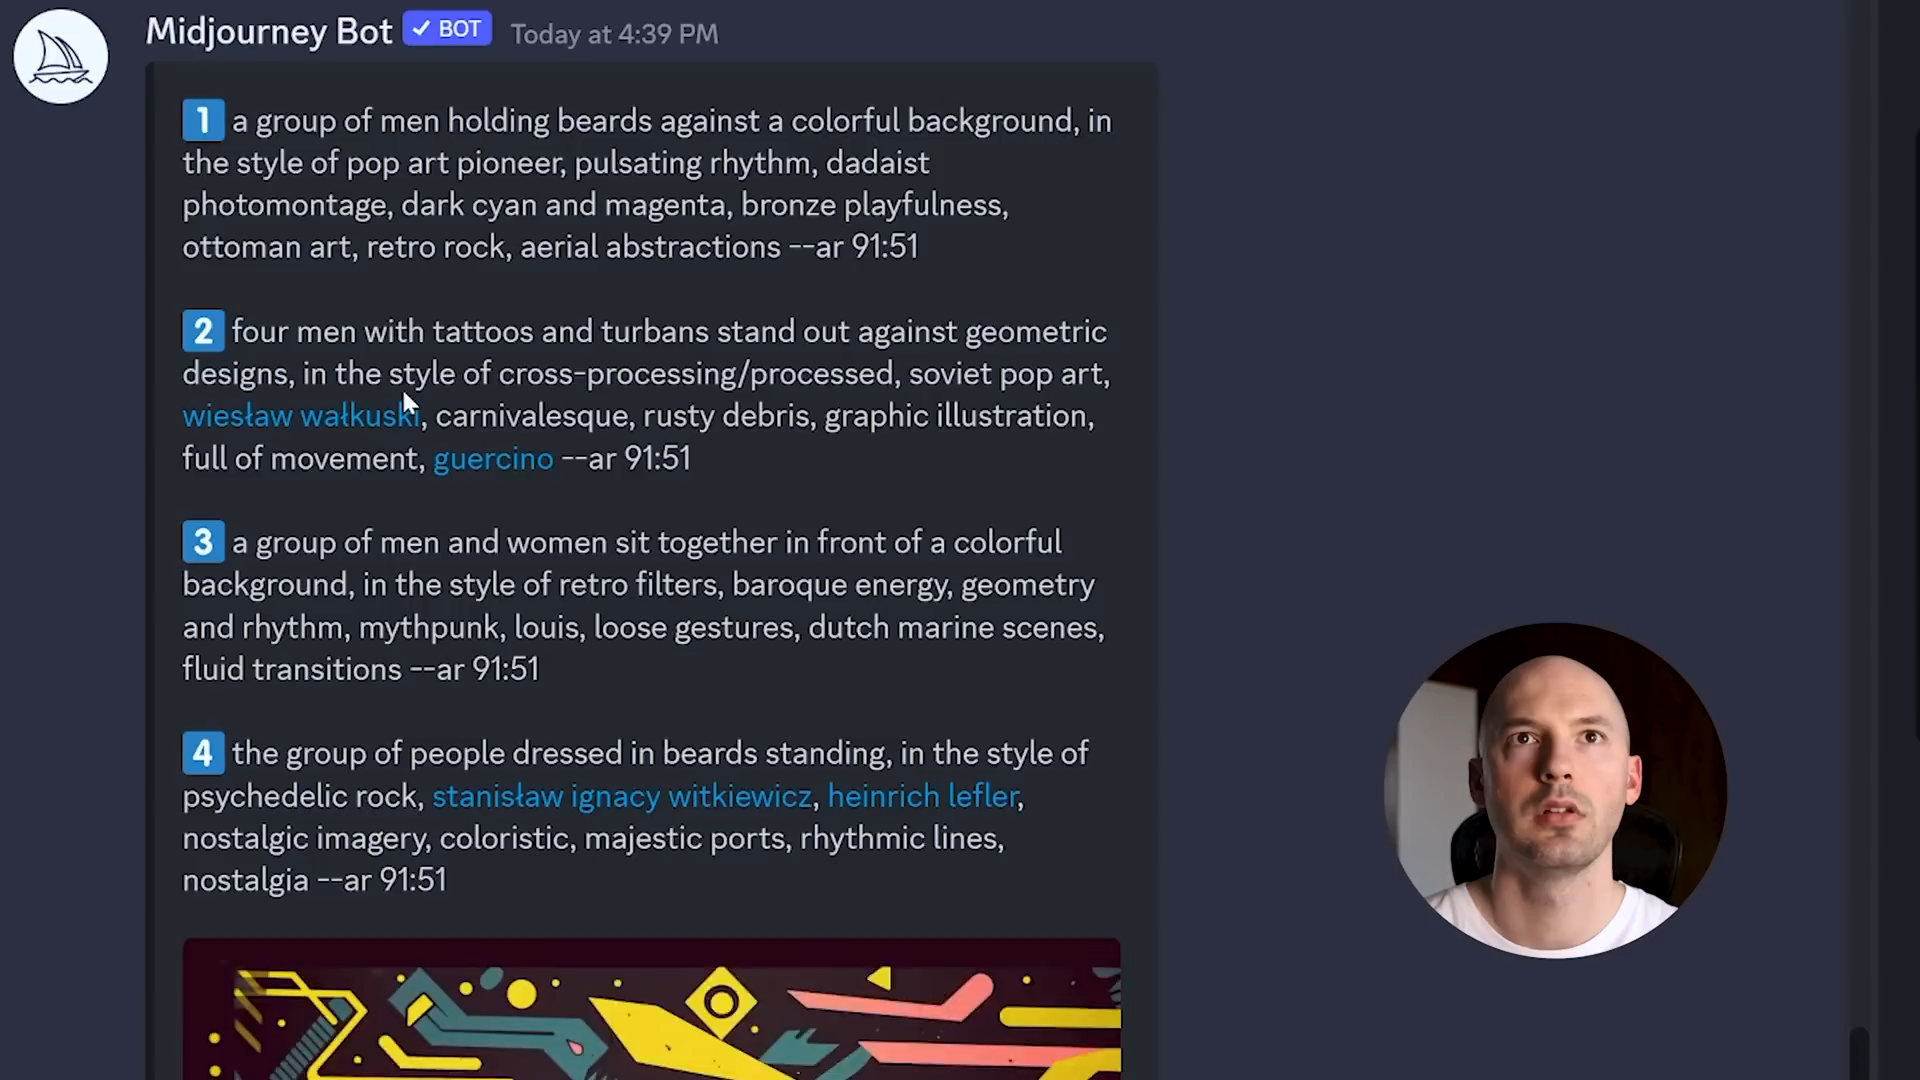 Midjourney Bot ✓ BOT Today at 4:39 PM
1 a group of men holding beards against a colorful background, in
the style of pop art pioneer, pulsating rhythm, dadaist
photomontage, dark cyan and magenta, bronze playfulness,
ottoman art, retro rock, aerial abstractions --ar 91:51
2 four men with tattoos and turbans stand out against geometric
designs, in the style of cross-processing/processed, soviet pop art,
wiesław wałkuski, carnivalesque, rusty debris, graphic illustration,
full of movement, guercino --ar 91:51
3 a group of men and women sit together in front of a colorful
background, in the style of retro filters, baroque energy, geometry
and rhythm, mythpunk, louis, loose gestures, dutch marine scenes,
fluid transitions --ar 91:51
4 the group of people dressed in beards standing, in the style of
psychedelic rock, stanisław ignacy witkiewicz, heinrich lefler,
nostalgic imagery, coloristic, majestic ports, rhythmic lines,
nostalgia --ar 91:51